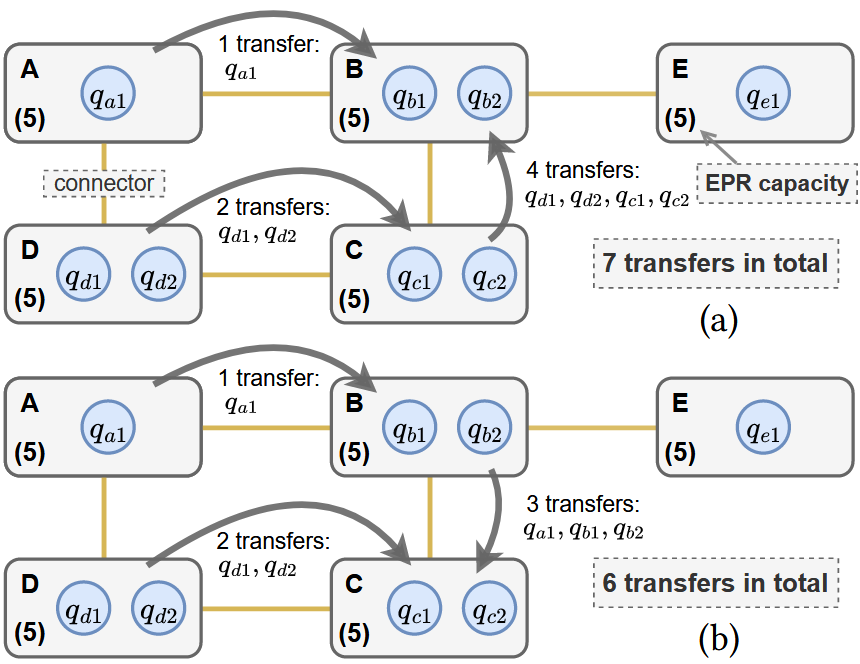 1 transfer:
q_{a1}
A
(5)
q_{a1}
B
(5)
q_{b1}
q_{b2}
E
(5)
q_{e1}
connector
4 transfers:
q_{d1}, q_{d2}, q_{c1}, q_{c2}
EPR capacity
2 transfers:
q_{d1}, q_{d2}
D
(5)
q_{d1}
q_{d2}
C
(5)
q_{c1}
q_{c2}
7 transfers in total
(a)
1 transfer:
q_{a1}
A
(5)
q_{a1}
B
(5)
q_{b1}
q_{b2}
E
(5)
q_{e1}
3 transfers:
q_{a1}, q_{b1}, q_{b2}
2 transfers:
q_{d1}, q_{d2}
D
(5)
q_{d1}
q_{d2}
C
(5)
q_{c1}
q_{c2}
6 transfers in total
(b)